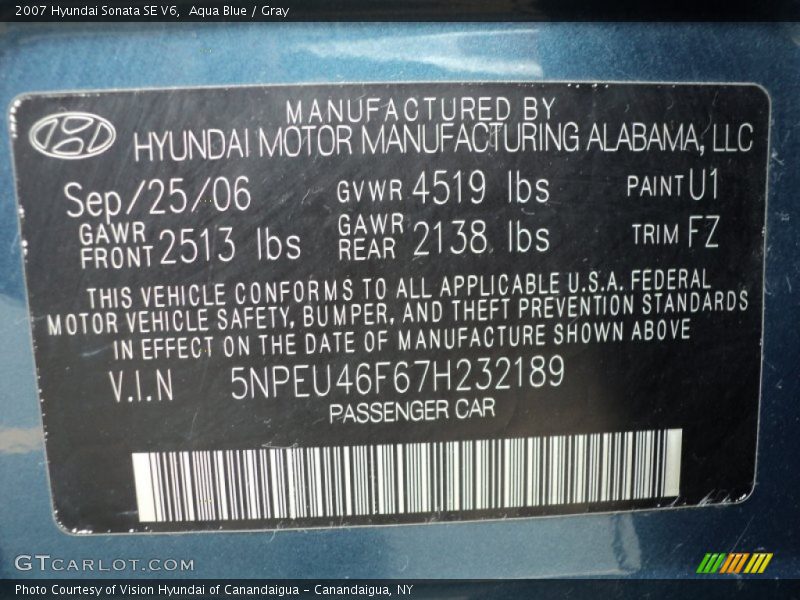 2007 Hyundai Sonata SE V6,  Aqua Blue / Gray
MANUFACTURED BY
HYUNDAI MOTOR MANUFACTURING ALABAMA, LLC
Sep/25/06 GVWR 4519 lbs PAINT U1
GAWR FRONT 2513 lbs GAWR REAR 2138 lbs TRIM FZ
THIS VEHICLE CONFORMS TO ALL APPLICABLE U.S.A. FEDERAL
MOTOR VEHICLE SAFETY, BUMPER, AND THEFT PREVENTION STANDARDS
IN EFFECT ON THE DATE OF MANUFACTURE SHOWN ABOVE
V.I.N 5NPEU46F67H232189
PASSENGER CAR
GTCARLOT.COM
Photo Courtesy of Vision Hyundai of Canandaigua - Canandaigua, NY